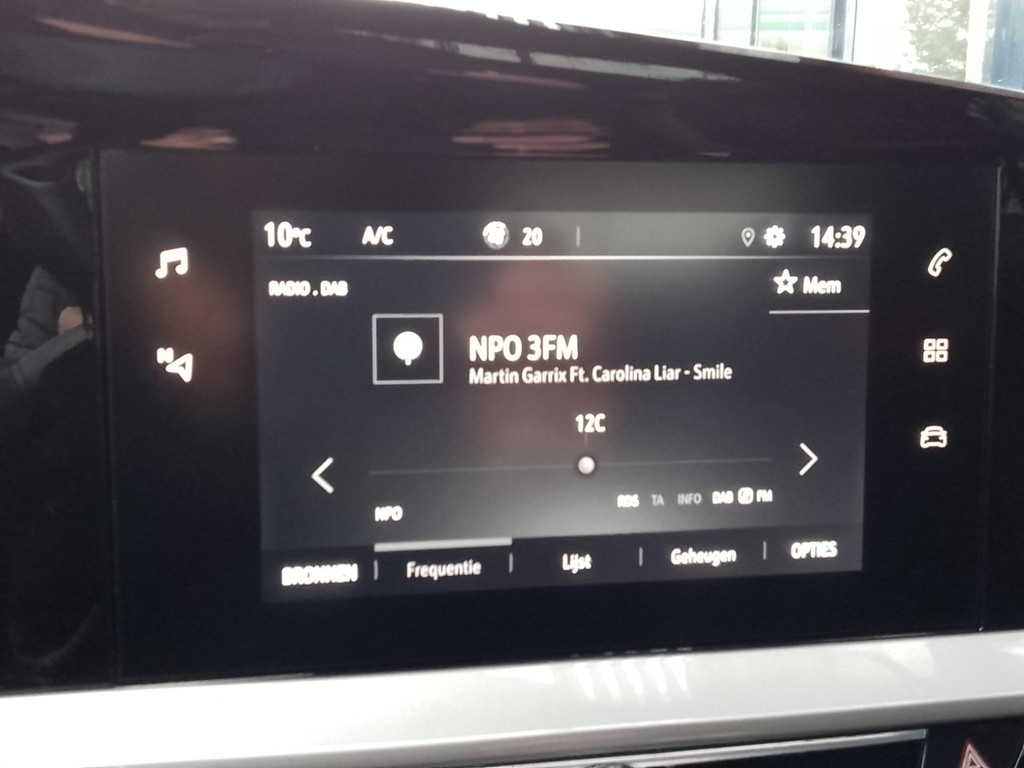 10°C A/C 20 14:39
RADIO . DAB Mem
NPO 3FM
Martin Garrix Ft. Carolina Liar - Smile
12C
RDS TA INFO DAB FM
NPO
BRONNEN Frequentie Lijst Geheugen OPTIES
N